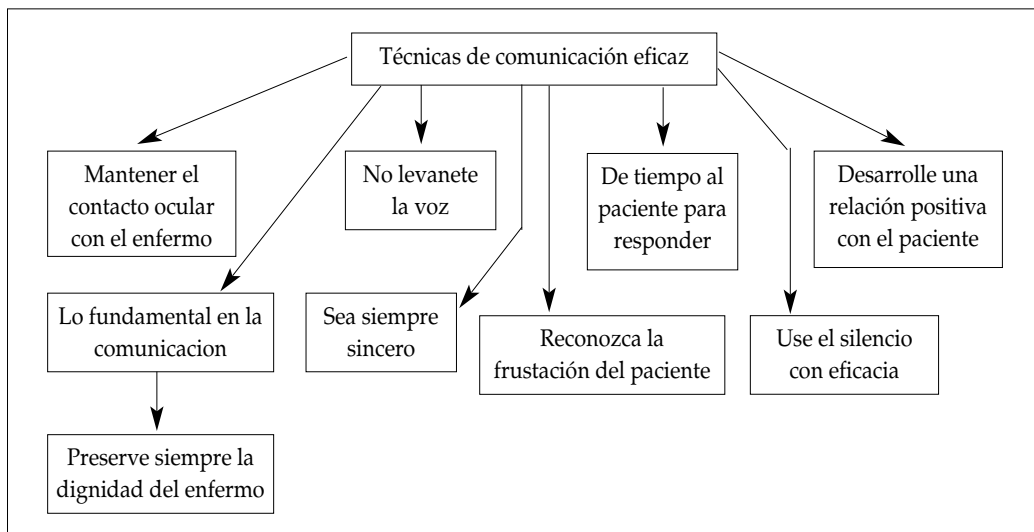 Técnicas de comunicación eficaz
Mantener el
contacto ocular
con el enfermo
No levanete
la voz
De tiempo al
paciente para
responder
Desarrolle una
relación positiva
con el paciente
Lo fundamental en la
comunicacion
Sea siempre
sincero
Reconozca la
frustación del paciente
Use el silencio
con eficacia
Preserve siempre la
dignidad del enfermo